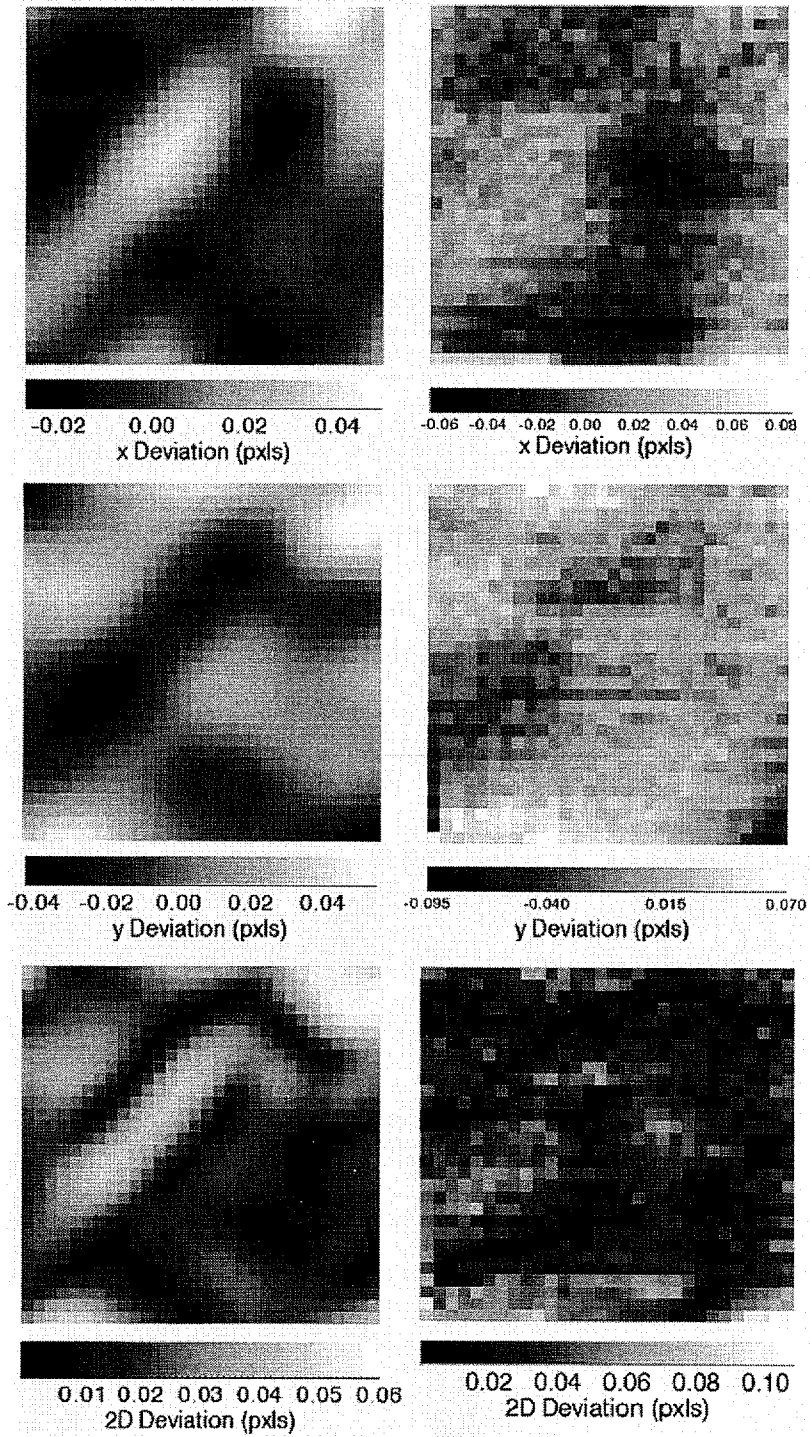 -0.02 0.00 0.02 0.04
x Deviation (pxls)
-0.06 -0.04 -0.02 0.00 0.02 0.04 0.06 0.08
x Deviation (pxls)
-0.04 -0.02 0.00 0.02 0.04
y Deviation (pxls)
-0.095 -0.040 0.015 0.070
y Deviation (pxls)
0.01 0.02 0.03 0.04 0.05 0.06
2D Deviation (pxls)
0.02 0.04 0.06 0.08 0.10
2D Deviation (pxls)